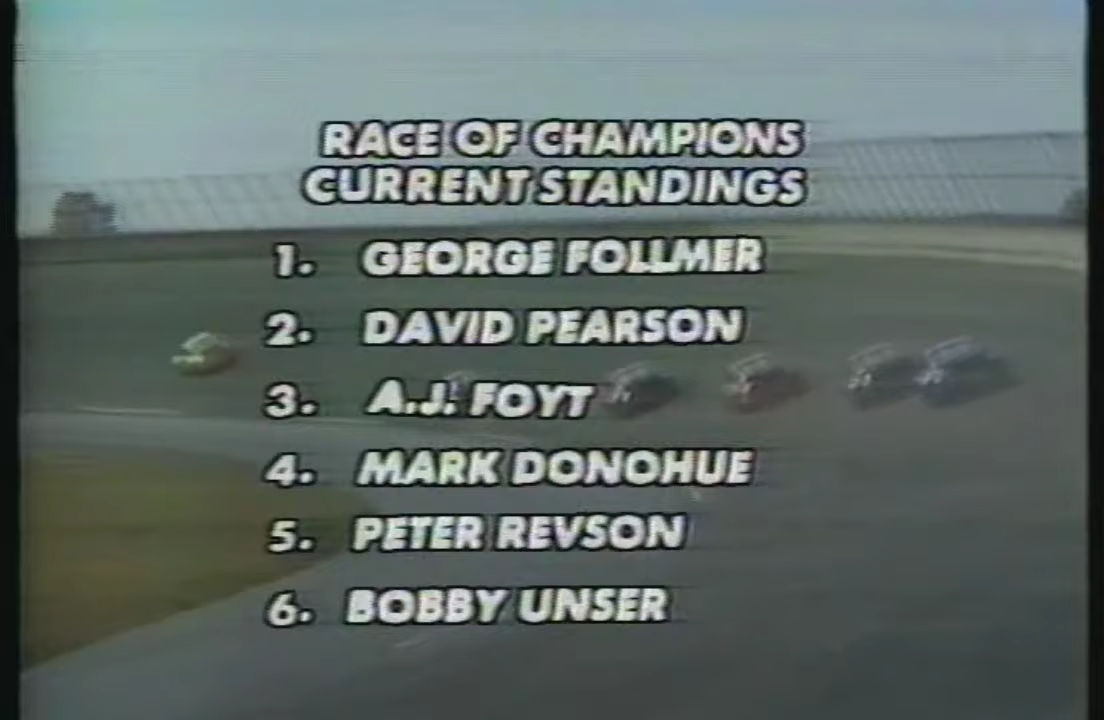 RACE OF CHAMPIONS
CURRENT STANDINGS
1. GEORGE FOLLMER
2. DAVID PEARSON
3. A.J. FOYT
4. MARK DONOHUE
5. PETER REVSON
6. BOBBY UNSER